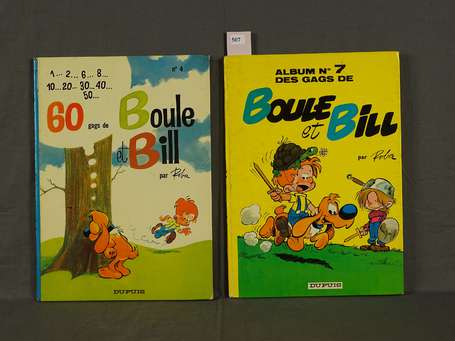 507
1... 2... 6... 8...
10...20...30...40...
50...
n° 4
60 gags de Boule
et Bill
par Roba
DUPUIS
ALBUM N° 7
DES GAGS DE
BOULE
et BILL
par Roba
DUPUIS